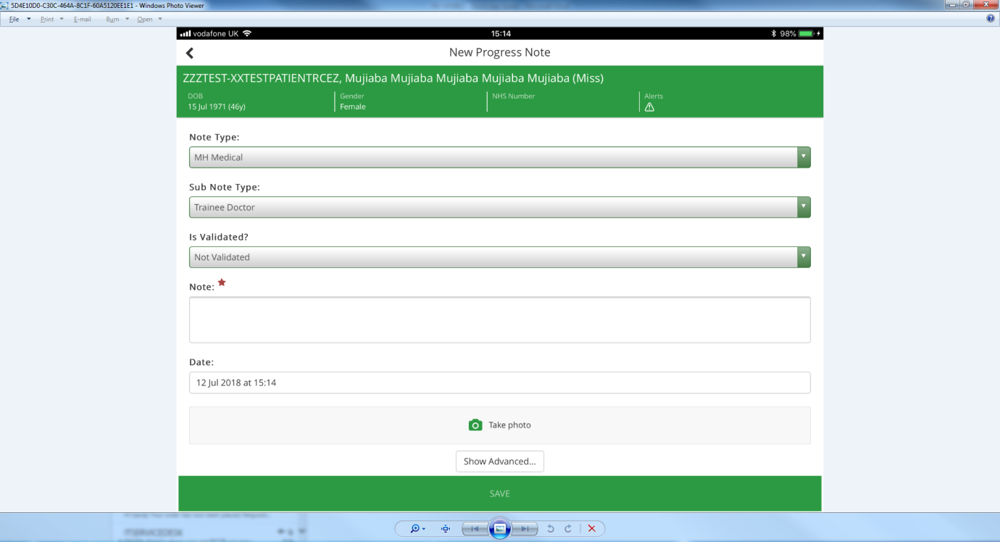 5D4E10D0-C30C-464A-8C1F-60A5120EE1E1 - Windows Photo Viewer
File Print E-mail Burn Open
vodafone UK 15:14 98%
New Progress Note
ZZZTEST-XXTESTPATIENTRCEZ, Mujiaba Mujiaba Mujiaba Mujiaba Mujiaba (Miss)
DOB Gender NHS Number Alerts
15 Jul 1971 (46y) Female
Note Type:
MH Medical
Sub Note Type:
Trainee Doctor
Is Validated?
Not Validated
Note:
Date:
12 Jul 2018 at 15:14
Take photo
Show Advanced...
SAVE
ITSERVICEDESK